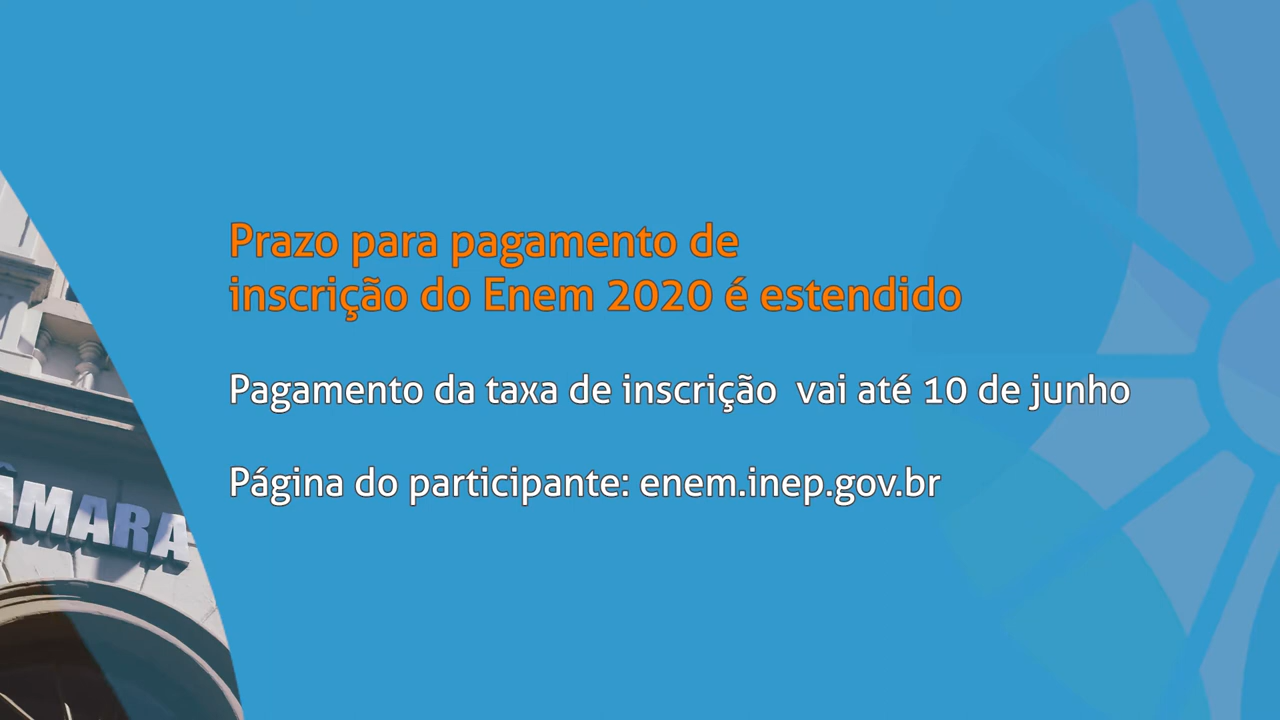 Prazo para pagamento de
inscrição do Enem 2020 é estendido
Pagamento da taxa de inscrição  vai até 10 de junho
Página do participante: enem.inep.gov.br
ÂMARA